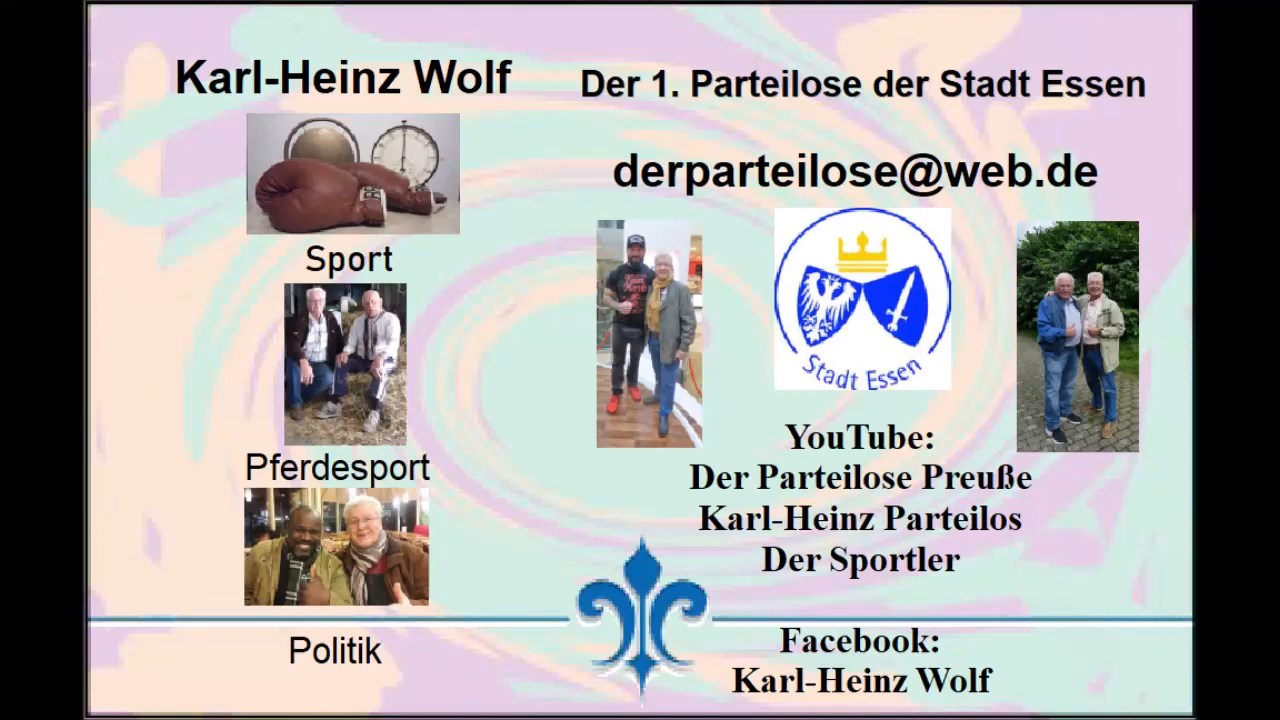 Karl-Heinz Wolf
Der 1. Parteilose der Stadt Essen
derparteilose@web.de
Sport
Pferdesport
Politik
Stadt Essen
YouTube:
Der Parteilose Preuße
Karl-Heinz Parteilos
Der Sportler
Facebook:
Karl-Heinz Wolf